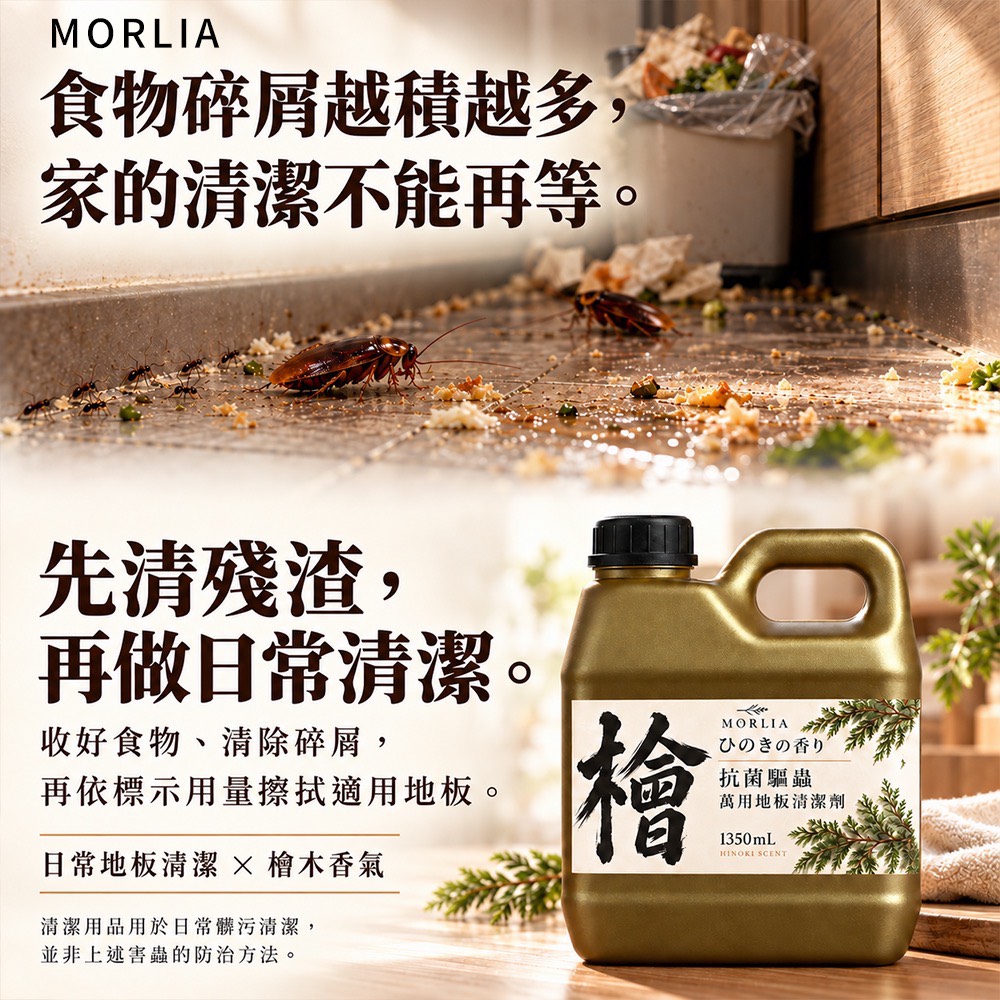 MORLIA
食物碎屑越積越多，
家的清潔不能再等。
先清殘渣，
再做日常清潔。
收好食物、清除碎屑，
再依標示用量擦拭適用地板。
日常地板清潔 × 檜木香氣
清潔用品用於日常髒污清潔，
並非上述害蟲的防治方法。
檜
MORLIA
ひのきの香り
抗菌驅蟲
萬用地板清潔劑
1350mL
HINOKI SCENT